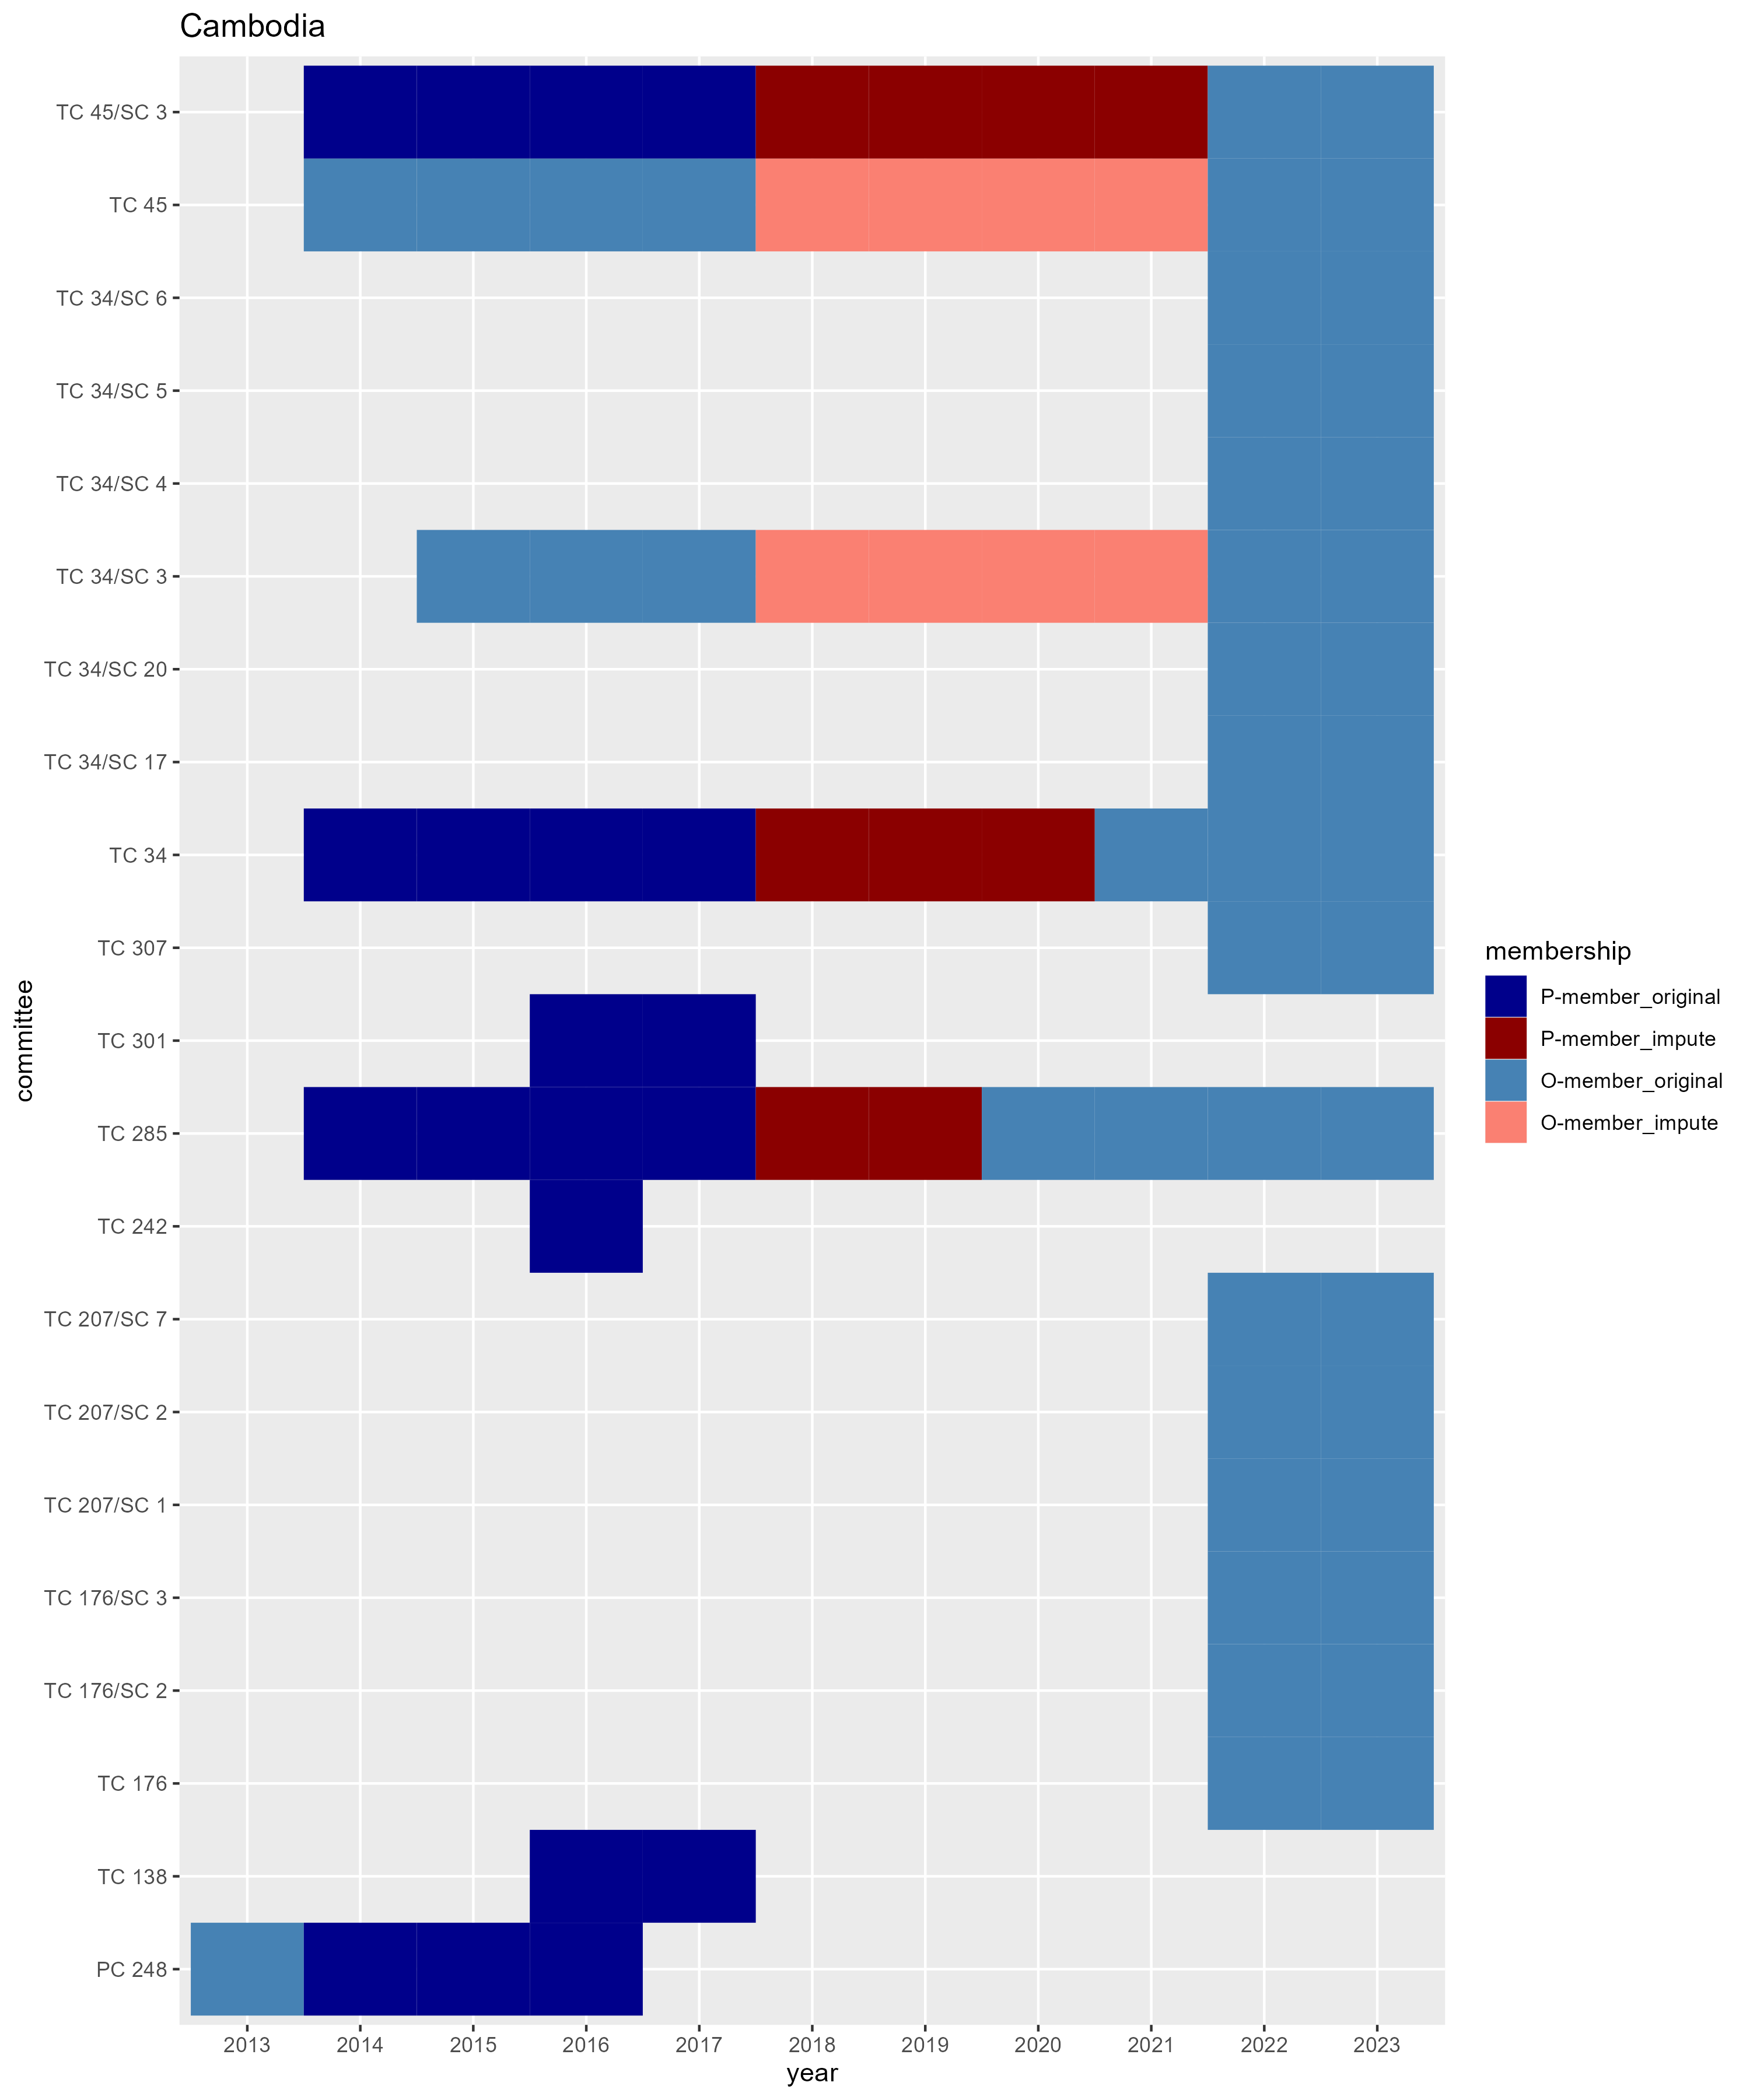 Cambodia
TC 45/SC 3
TC 45
TC 34/SC 6
TC 34/SC 5
TC 34/SC 4
TC 34/SC 3
TC 34/SC 20
TC 34/SC 17
TC 34
TC 307
TC 301
TC 285
TC 242
TC 207/SC 7
TC 207/SC 2
TC 207/SC 1
TC 176/SC 3
TC 176/SC 2
TC 176
TC 138
PC 248
committee
2013 2014 2015 2016 2017 2018 2019 2020 2021 2022 2023
year
membership
P-member_original
P-member_impute
O-member_original
O-member_impute